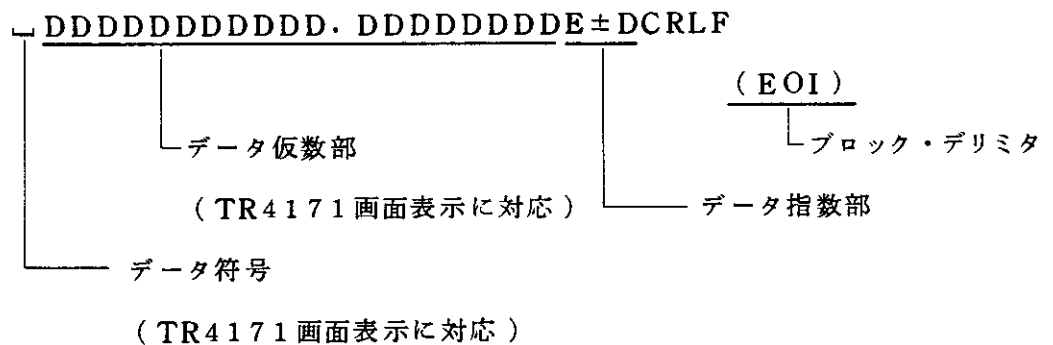 ␣DDDDDDDDDDDD. DDDDDDDDE±DCRLF
(EOI)
ブロック・デリミタ
データ仮数部
(TR4171画面表示に対応)
データ指数部
データ符号
(TR4171画面表示に対応)